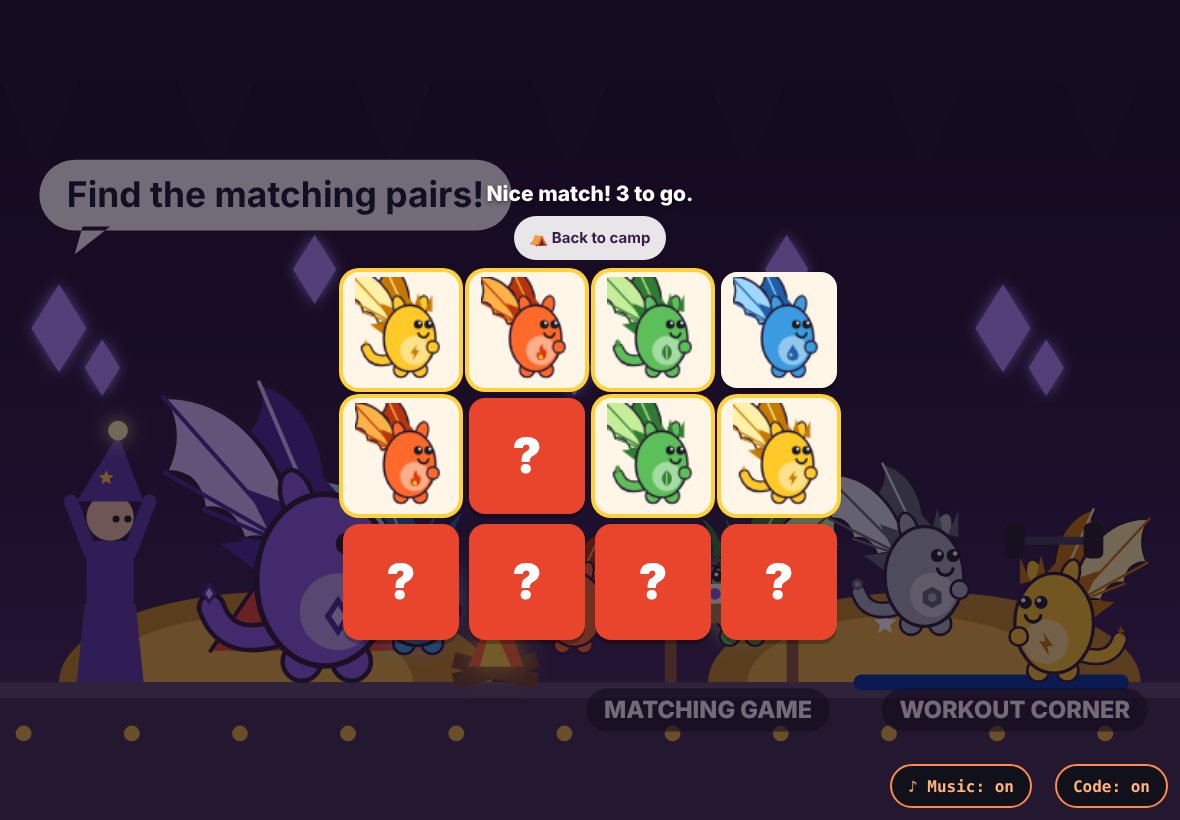 Find the matching pairs!
Nice match! 3 to go.
⛺ Back to camp
?
? ? ? ?
MATCHING GAME
WORKOUT CORNER
♪ Music: on
Code: on